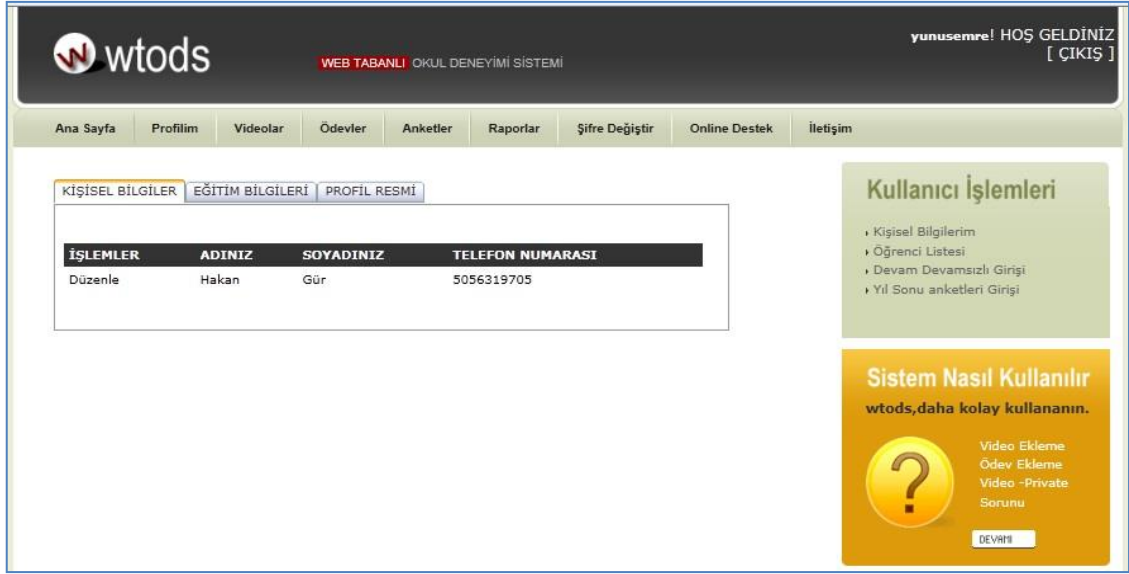 wtods
WEB TABANLI OKUL DENEYİMİ SİSTEMİ
yunusemre! HOŞ GELDİNİZ
[ ÇIKIŞ ]
Ana Sayfa Profilim Videolar Ödevler Anketler Raporlar Şifre Değiştir Online Destek İletişim
KİŞİSEL BİLGİLER EĞİTİM BİLGİLERİ PROFİL RESMİ
İŞLEMLER ADINIZ SOYADINIZ TELEFON NUMARASI
Düzenle Hakan Gür 5056319705
Kullanıcı İşlemleri
Kişisel Bilgilerim
Öğrenci Listesi
Devam Devamsızlı Girişi
Yıl Sonu anketleri Girişi
Sistem Nasıl Kullanılır
wtods,daha kolay kullananın.
?
Video Ekleme
Ödev Ekleme
Video -Private
Sorunu
DEVAMI